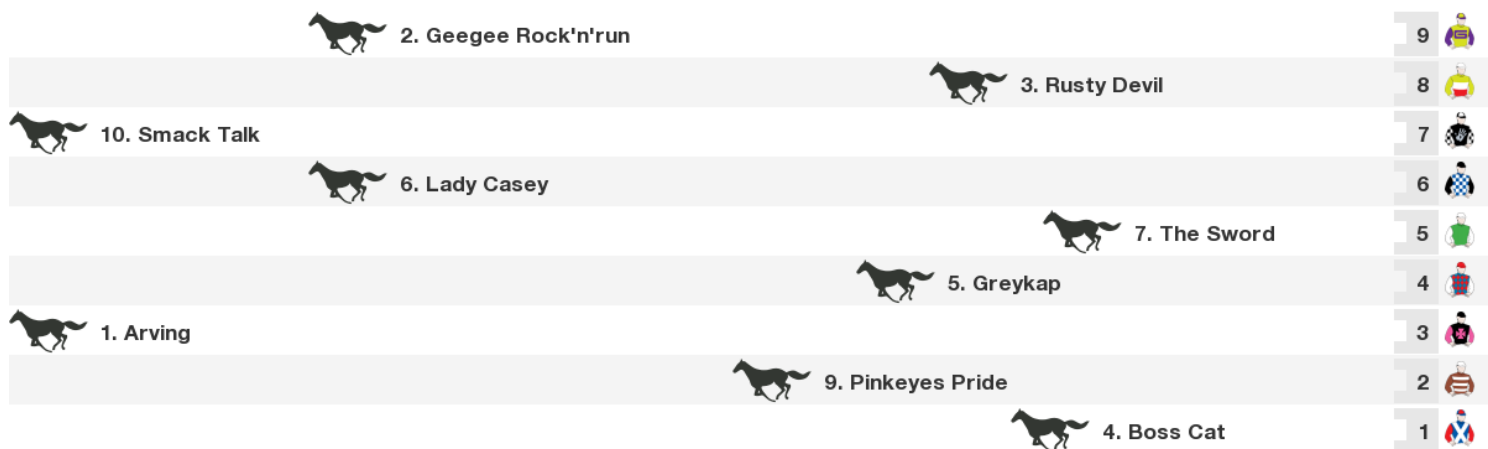 2. Geegee Rock'n'run 9
3. Rusty Devil 8
10. Smack Talk 7
6. Lady Casey 6
7. The Sword 5
5. Greykap 4
1. Arving 3
9. Pinkeyes Pride 2
4. Boss Cat 1